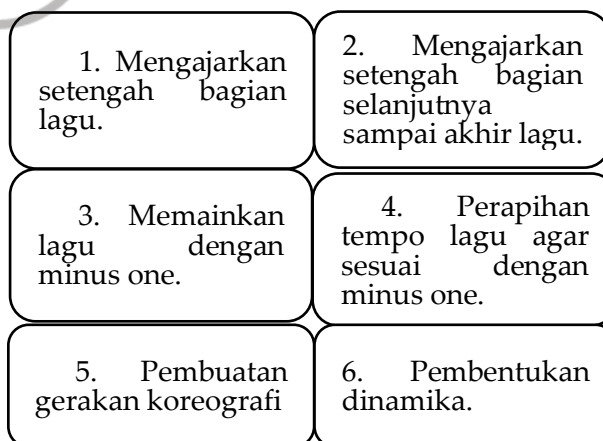 1. Mengajarkan
setengah bagian
lagu.
2. Mengajarkan
setengah bagian
selanjutnya
sampai akhir lagu.
3. Memainkan
lagu dengan
minus one.
4. Perapihan
tempo lagu agar
sesuai dengan
minus one.
5. Pembuatan
gerakan koreografi
6. Pembentukan
dinamika.